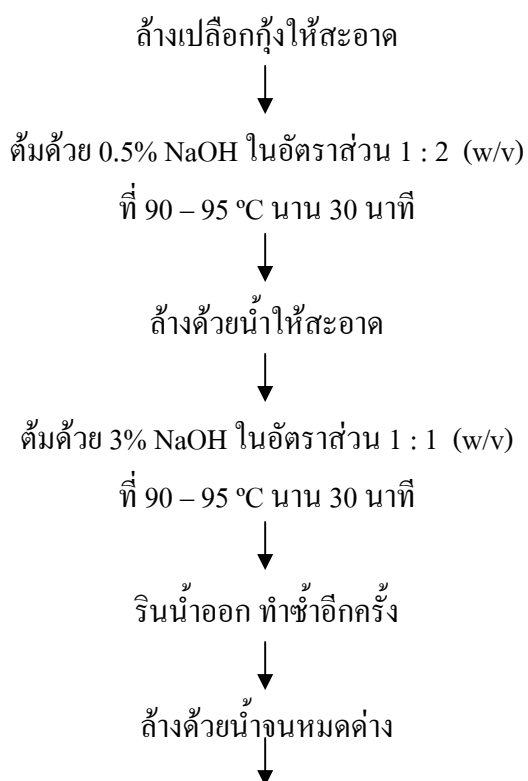 ล้างเปลือกกุ้งให้สะอาด
ต้มด้วย 0.5% NaOH ในอัตราส่วน 1 : 2 (w/v)
ที่ 90 – 95 ºC นาน 30 นาที
ล้างด้วยน้ำให้สะอาด
ต้มด้วย 3% NaOH ในอัตราส่วน 1 : 1 (w/v)
ที่ 90 – 95 ºC นาน 30 นาที
รินน้ำออก ทำซ้ำอีกครั้ง
ล้างด้วยน้ำจนหมดด่าง